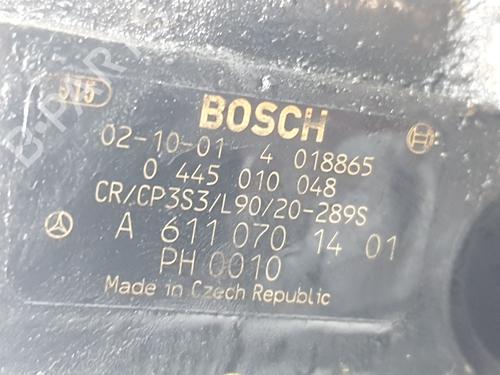 515
BOSCH
02-10-01 4 018865
0 445 010 048
CR/CP3S3/L90/20-289S
A 611 070 14 01
PH 0010
Made in Czech Republic
B-PARTS